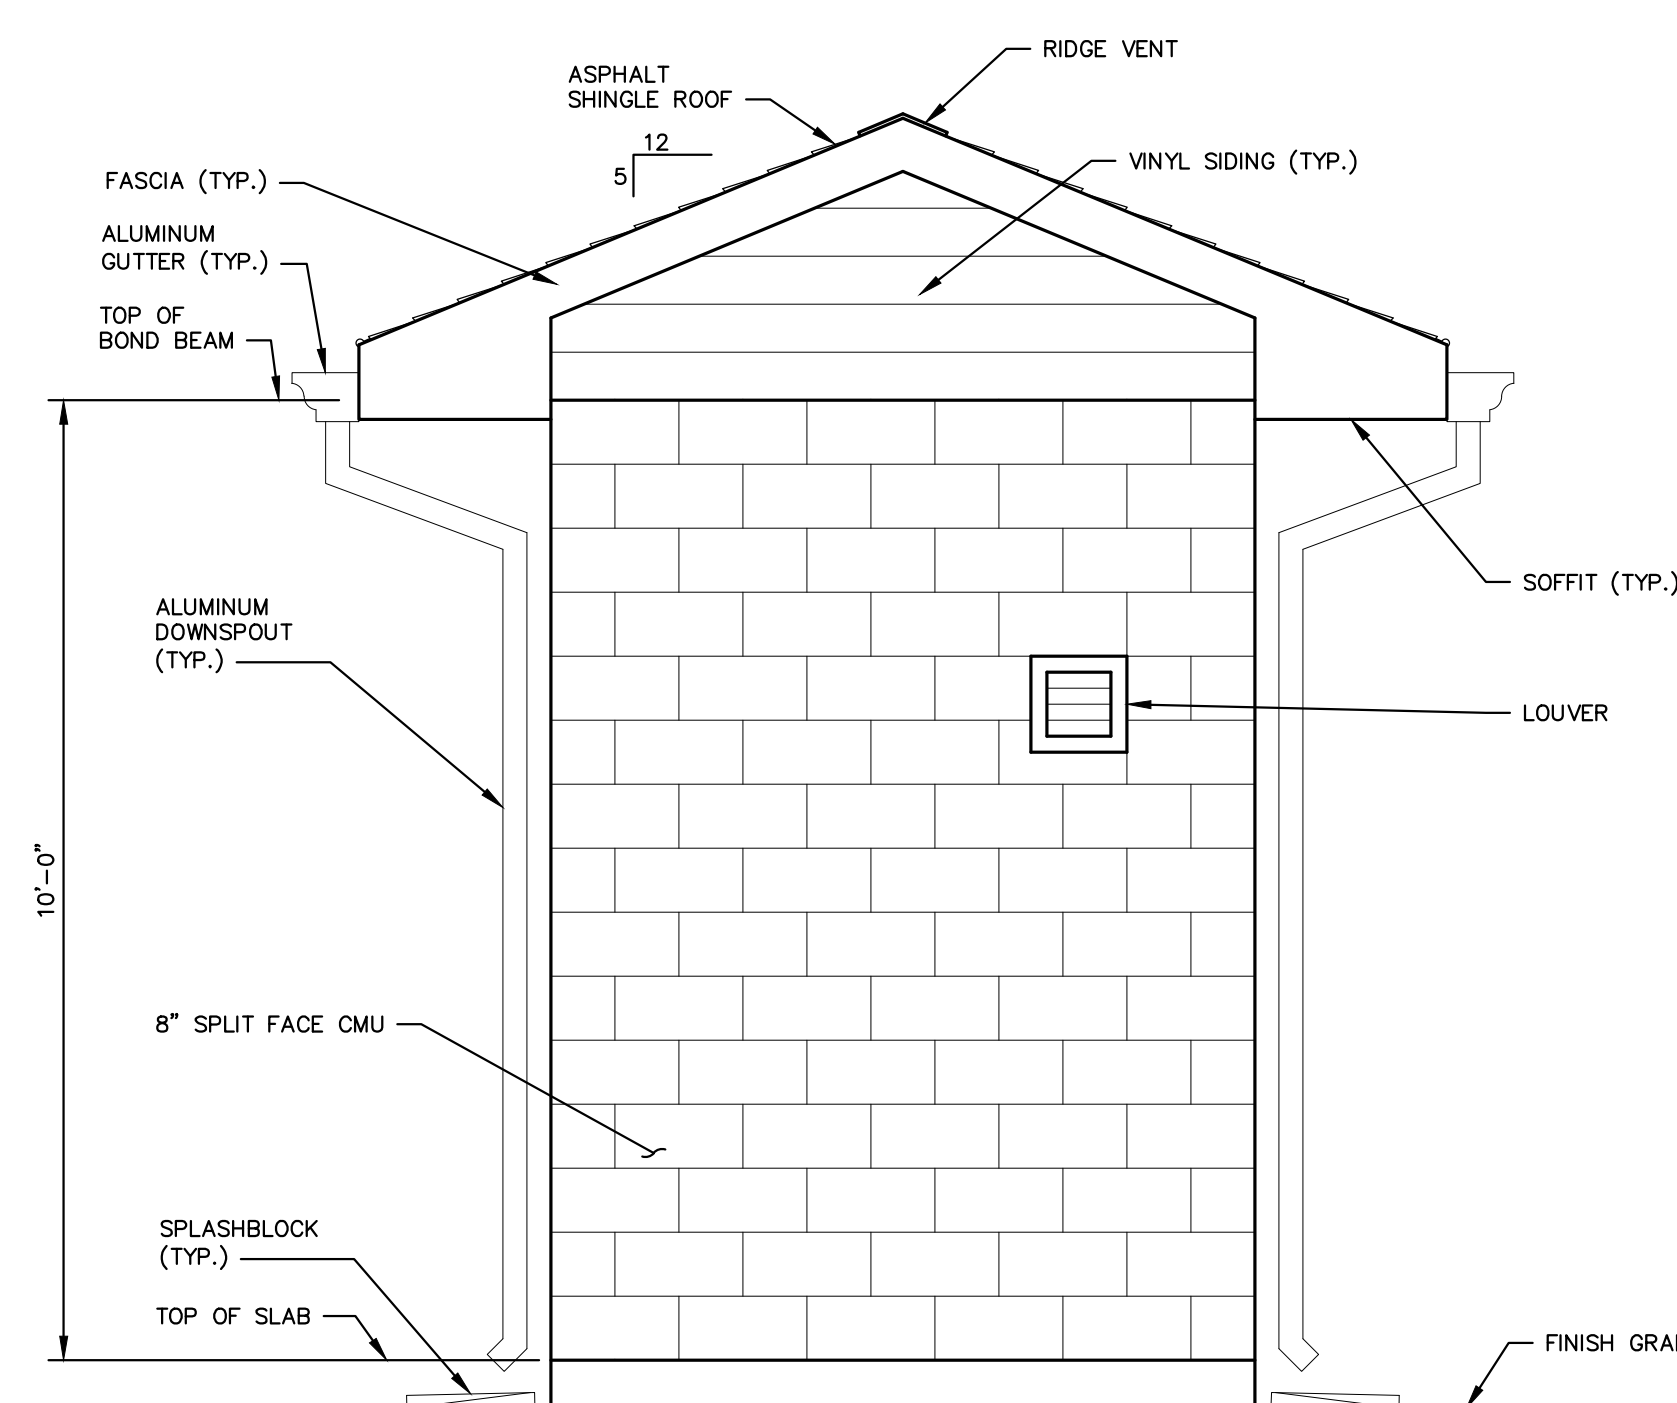 RIDGE VENT
ASPHALT
SHINGLE ROOF
12
5
VINYL SIDING (TYP.)
FASCIA (TYP.)
ALUMINUM
GUTTER (TYP.)
TOP OF
BOND BEAM
SOFFIT (TYP.)
ALUMINUM
DOWNSPOUT
(TYP.)
LOUVER
10'-0"
8" SPLIT FACE CMU
SPLASHBLOCK
(TYP.)
TOP OF SLAB
FINISH